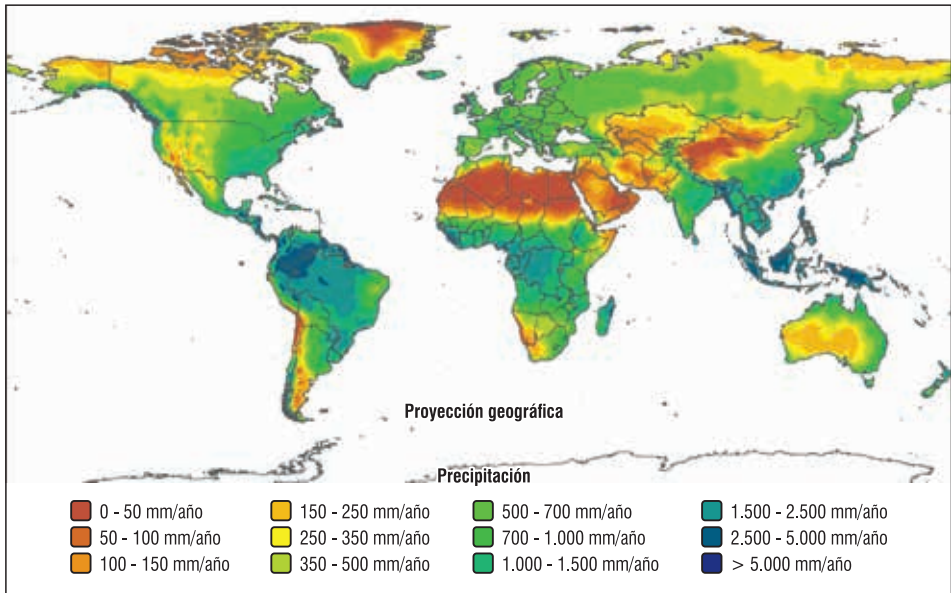 Proyección geográfica
Precipitación
0 - 50 mm/año
50 - 100 mm/año
100 - 150 mm/año
150 - 250 mm/año
250 - 350 mm/año
350 - 500 mm/año
500 - 700 mm/año
700 - 1.000 mm/año
1.000 - 1.500 mm/año
1.500 - 2.500 mm/año
2.500 - 5.000 mm/año
> 5.000 mm/año